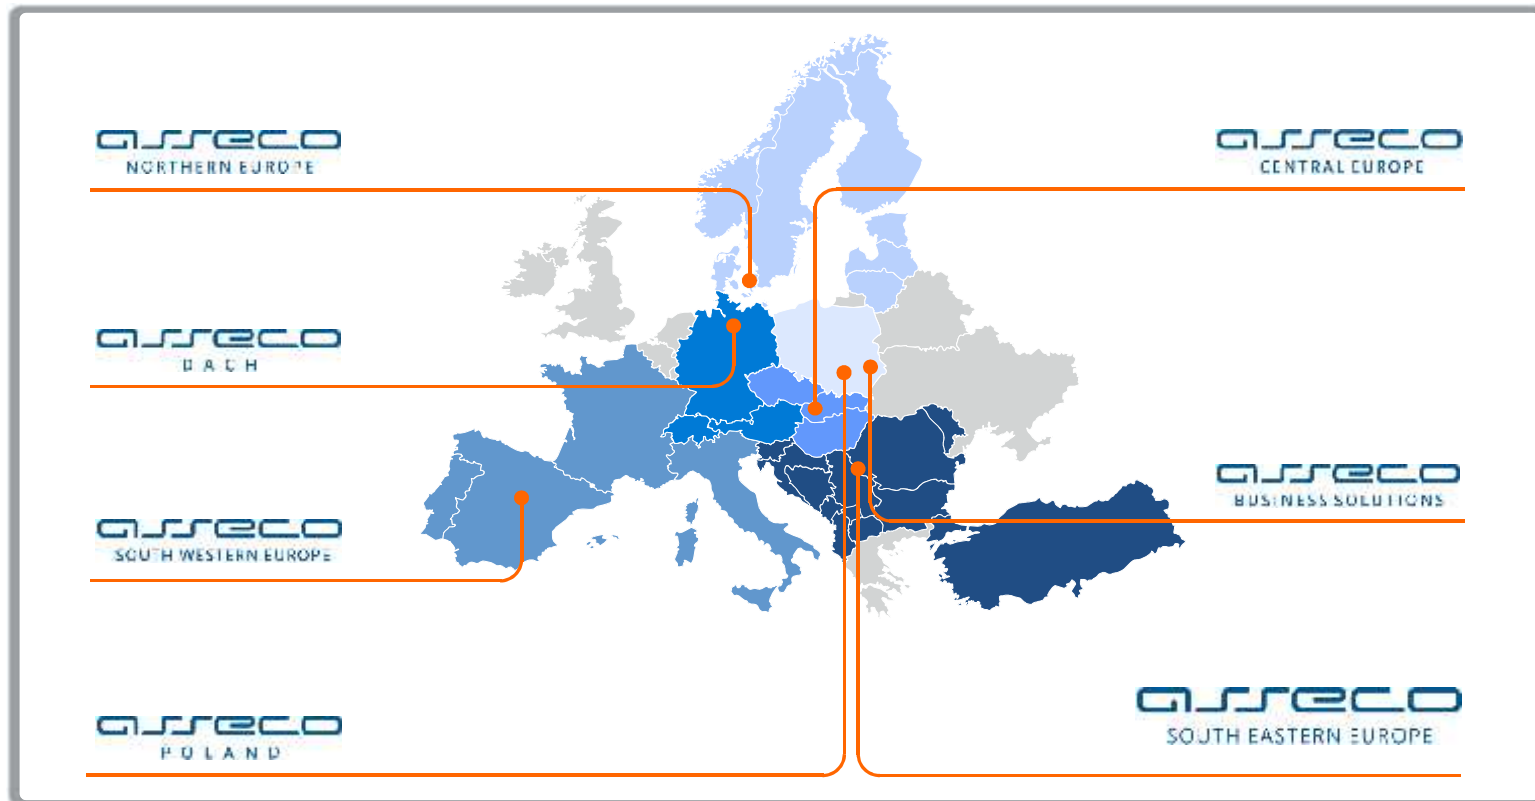 asseco
NORTHERN EUROPE
asseco
CENTRAL EUROPE
asseco
DACH
asseco
BUSINESS SOLUTIONS
asseco
SOUTH WESTERN EUROPE
asseco
POLAND
asseco
SOUTH EASTERN EUROPE